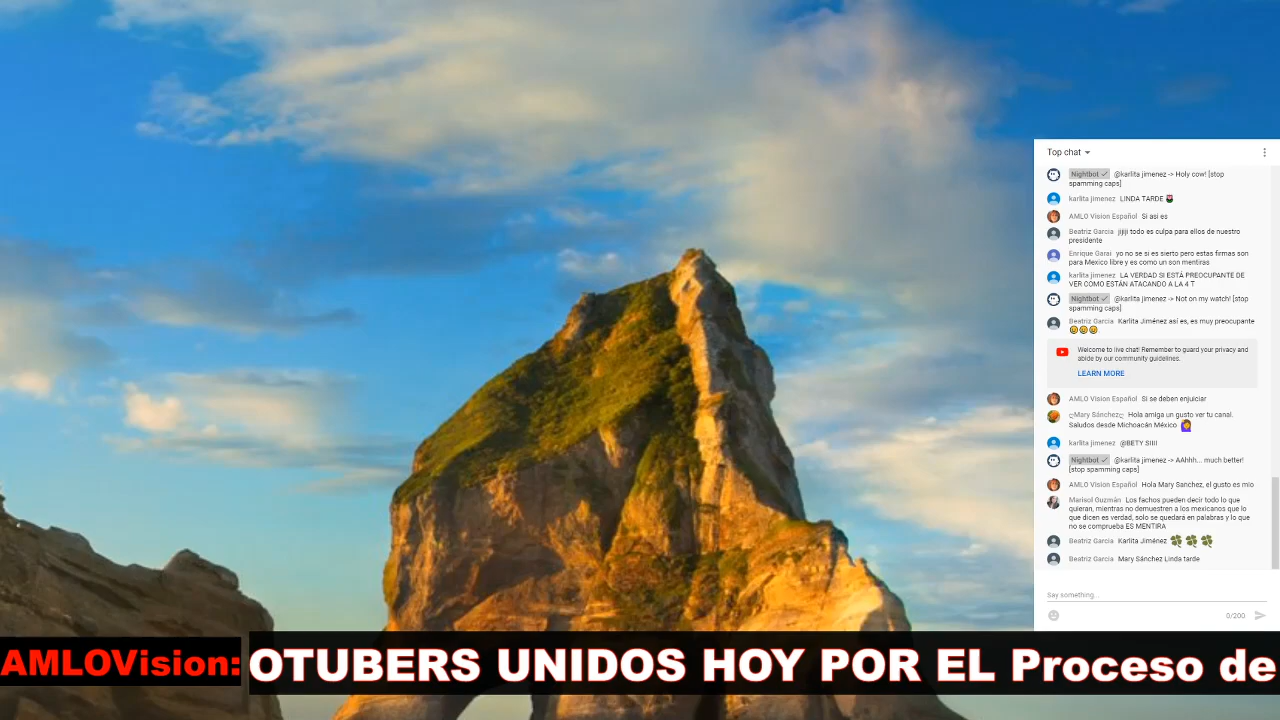 Top chat
Nightbot @karlita jimenez -> Holy cow! [stop
spamming caps]
karlita jimenez LINDA TARDE
AMLO Vision Español Si así es
Beatriz Garcia jijiji todo es culpa para ellos de nuestro
presidente
Enrique Garai yo no se si es sierto pero estas firmas son
para Mexico libre y es como un son mentiras
karlita jimenez LA VERDAD SI ESTÁ PREOCUPANTE DE
VER COMO ESTÁN ATACANDO A LA 4 T
Nightbot @karlita jimenez -> Not on my watch! [stop
spamming caps]
Beatriz Garcia Karlita Jiménez así es, es muy preocupante
Welcome to live chat! Remember to guard your privacy and
abide by our community guidelines.
LEARN MORE
AMLO Vision Español Si se deben enjuiciar
ღMary Sánchezღ Hola amiga un gusto ver tu canal.
Saludos desde Michoacán México
karlita jimenez @BETY SIIII
Nightbot @karlita jimenez -> AAhhh... much better!
[stop spamming caps]
AMLO Vision Español Hola Mary Sanchez, el gusto es mio
Marisol Guzmán Los fachos pueden decir todo lo que
quieran, mientras no demuestren a los mexicanos que lo
que dicen es verdad, solo se quedará en palabras y lo que
no se comprueba ES MENTIRA
Beatriz Garcia Karlita Jiménez
Beatriz Garcia Mary Sánchez Linda tarde
Say something...
0/200
AMLOVision: OTUBERS UNIDOS HOY POR EL Proceso de